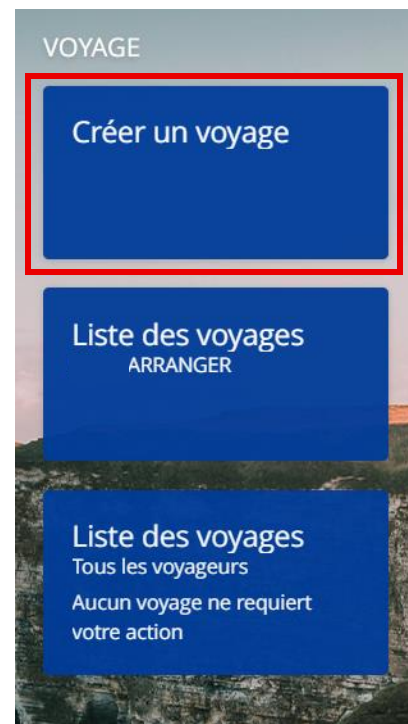 VOYAGE
Créer un voyage
Liste des voyages
ARRANGER
Liste des voyages
Tous les voyageurs
Aucun voyage ne requiert
votre action